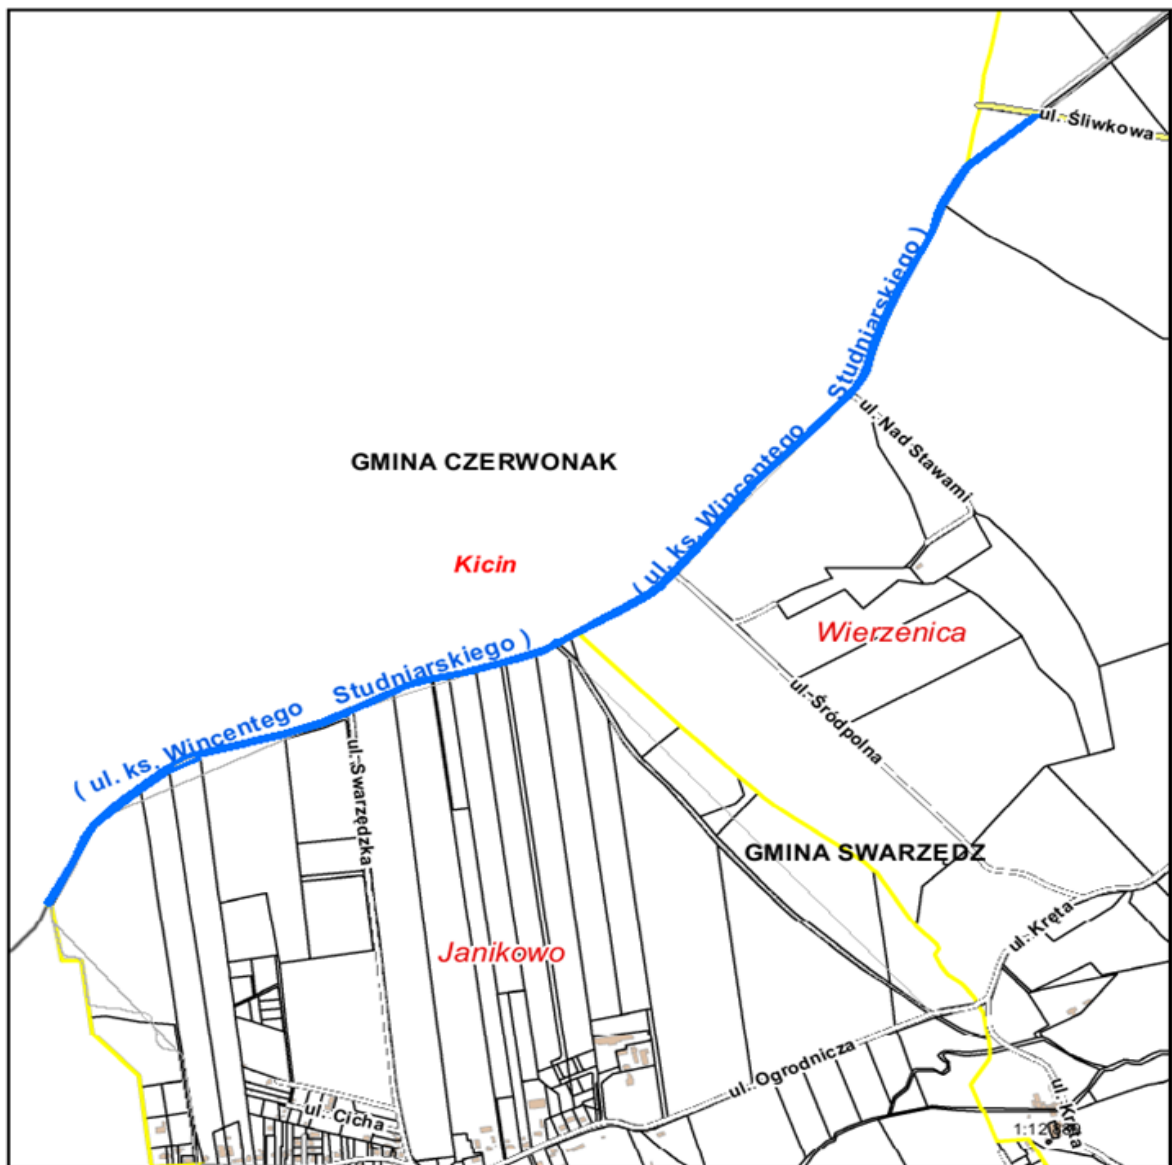 ul. Śliwkowa
( ul. ks. Wincentego Studniarskiego )
ul. Nad Stawami
GMINA CZERWONAK
Kicin
Wierzenica
( ul. ks. Wincentego Studniarskiego )
ul. Śródpolna
ul. Swarzędzka
GMINA SWARZĘDZ
ul. Kręta
Janikowo
ul. Ogrodnicza
ul. Kręta
ul. Cicha